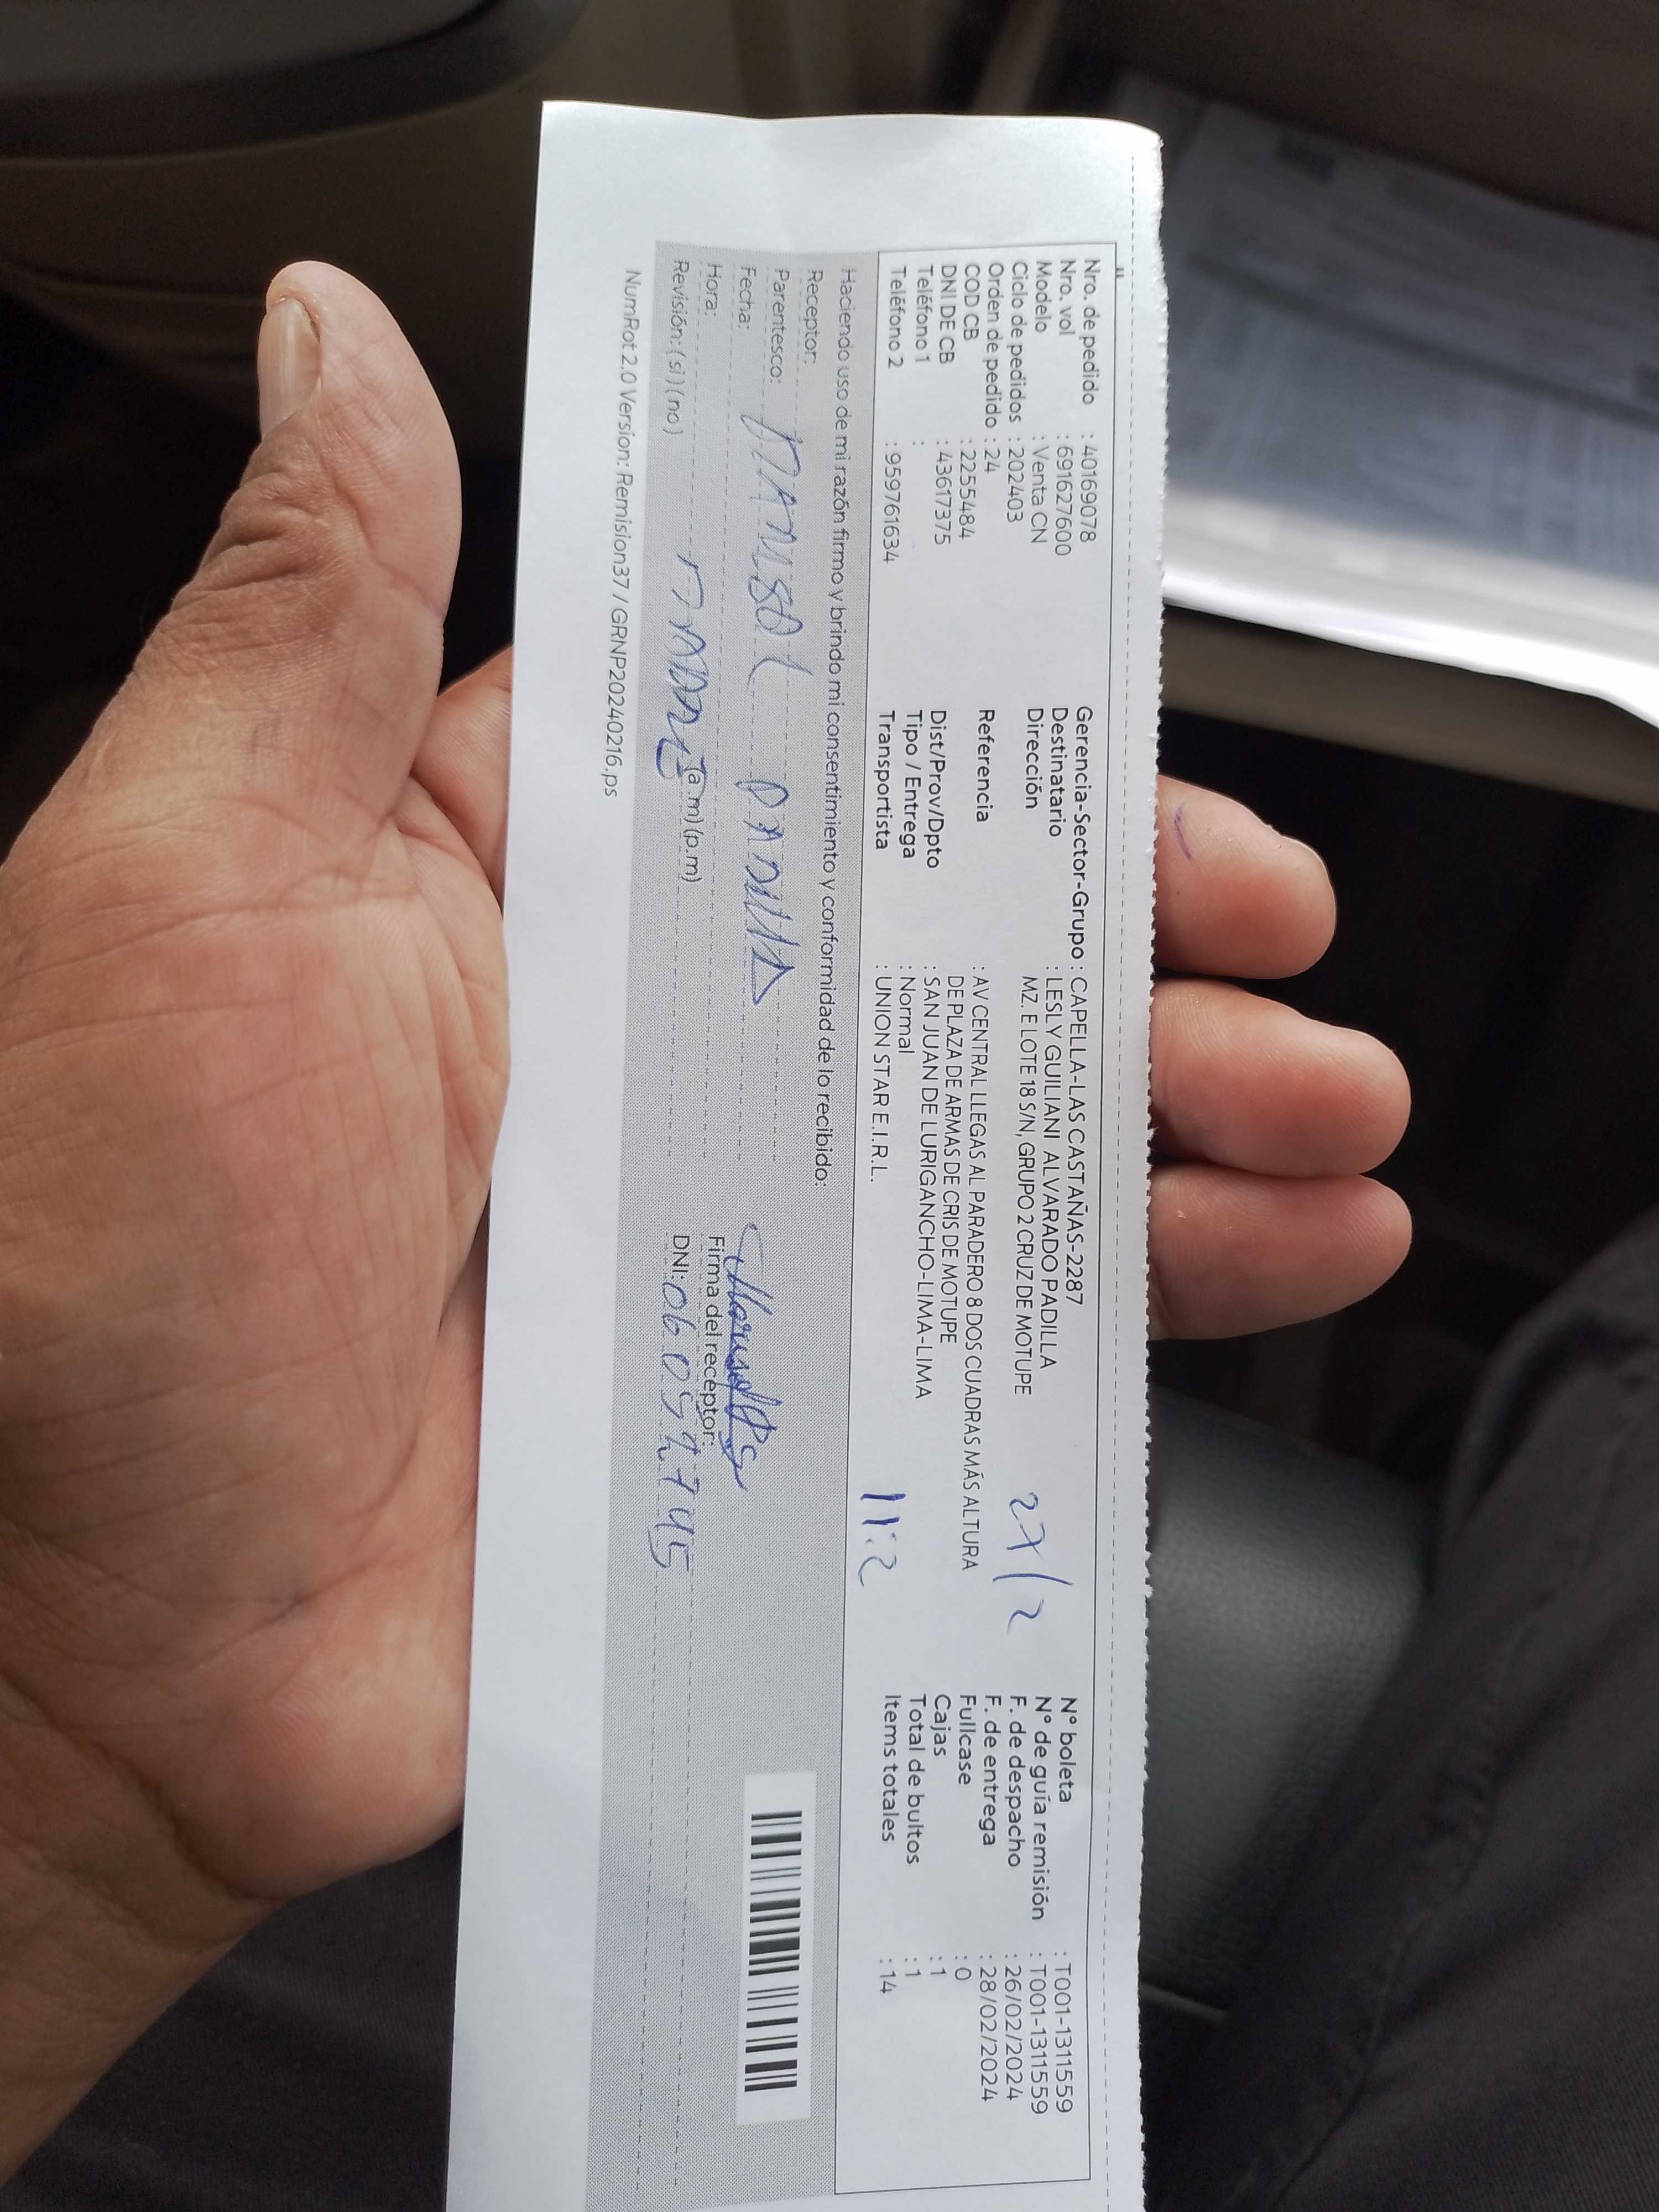 Nro. de pedido : 40169078
Nro. vol : 691627600
Modelo : Venta CN
Ciclo de pedidos : 202403
Orden de pedido : 24
COD CB : 2255484
DNI DE CB : 43617375
Teléfono 1 :
Teléfono 2 : 959761634
Gerencia-Sector-Grupo : CAPELLA-LAS CASTAÑAS-2287
Destinatario : LESLY GUILIANI ALVARADO PADILLA
Dirección MZ. E LOTE 18 S/N, GRUPO 2 CRUZ DE MOTUPE
Referencia : AV CENTRAL LLEGAS AL PARADERO 8 DOS CUADRAS MÁS ALTURA
DE PLAZA DE ARMAS DE CRIS DE MOTUPE
Dist/Prov/Dpto : SAN JUAN DE LURIGANCHO-LIMA-LIMA
Tipo / Entrega : Normal
Transportista : UNION STAR E.I.R.L.
27/2
11:2
N° boleta : T001-1311559
N° de guía remisión : T001-1311559
F. de despacho : 26/02/2024
F. de entrega : 28/02/2024
Fullcase : 0
Cajas : 1
Total de bultos : 1
Items totales : 14
Haciendo uso de mi razón firmo y brindo mi consentimiento y conformidad de lo recibido:
Receptor:
Parentesco:
Fecha:
PADILLA
Hora: (a.m) (p.m)
Revisión: (si) (no)
Firma del receptor:
DNI: 06092745
NumRot 2.0 Version: Remision37 / GRNP20240216.ps